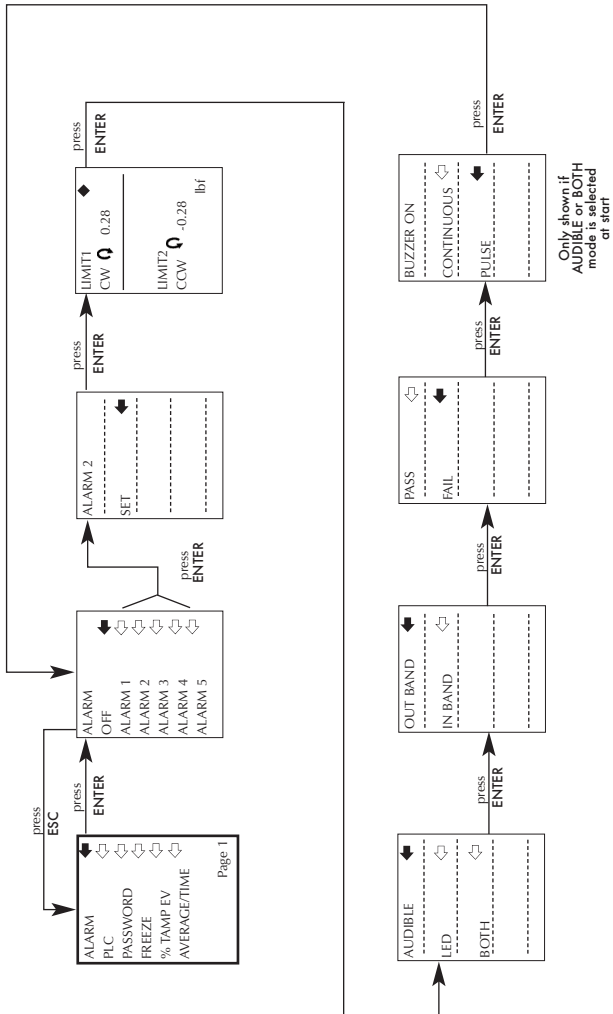 press
ESC
ALARM
PLC
PASSWORD
FREEZE
% TAMP EV
AVERAGE/TIME
Page 1
press
ENTER
ALARM
OFF
ALARM 1
ALARM 2
ALARM 3
ALARM 4
ALARM 5
press
ENTER
ALARM 2
SET
press
ENTER
LIMIT1
CW 0.28
LIMIT2
CCW -0.28
lbf
press
ENTER
AUDIBLE
LED
BOTH
press
ENTER
OUT BAND
IN BAND
press
ENTER
PASS
FAIL
press
ENTER
BUZZER ON
CONTINUOUS
PULSE
press
ENTER
Only shown if
AUDIBLE or BOTH
mode is selected
at start